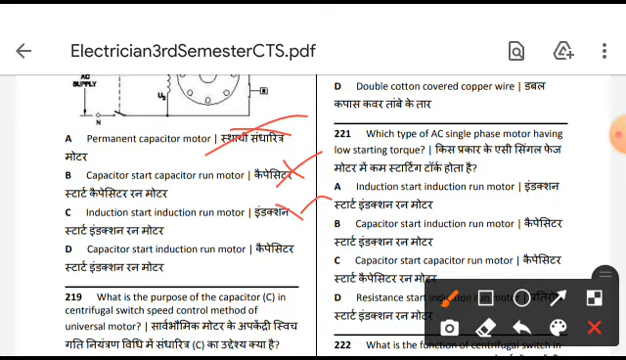 Electrician3rdSemesterCTS.pdf
AC
SUPPLY
U₂
N
A Permanent capacitor motor | स्थायी संधारित्र
मोटर
B Capacitor start capacitor run motor | कैपेसिटर
स्टार्ट कैपेसिटर रन मोटर
C Induction start induction run motor | इंडक्शन
स्टार्ट इंडक्शन रन मोटर
D Capacitor start induction run motor | कैपेसिटर
स्टार्ट इंडक्शन रन मोटर
219 What is the purpose of the capacitor (C) in
centrifugal switch speed control method of
universal motor? | सार्वभौमिक मोटर के अपकेंद्री स्विच
गति नियंत्रण विधि में संधारित्र (C) का उद्देश्य क्या है?
D Double cotton covered copper wire | डबल
कपास कवर तांबे के तार
221 Which type of AC single phase motor having
low starting torque? | किस प्रकार के एसी सिंगल फेज
मोटर में कम स्टार्टिंग टॉर्क होता है?
A Induction start induction run motor | इंडक्शन
स्टार्ट इंडक्शन रन मोटर
B Capacitor start induction run motor | कैपेसिटर
स्टार्ट इंडक्शन रन मोटर
C Capacitor start capacitor run motor | कैपेसिटर
स्टार्ट कैपेसिटर रन मोटर
D Resistance start induction run motor
स्टार्ट इंडक्शन रन मोटर
222 What is the function of centrifugal switch in